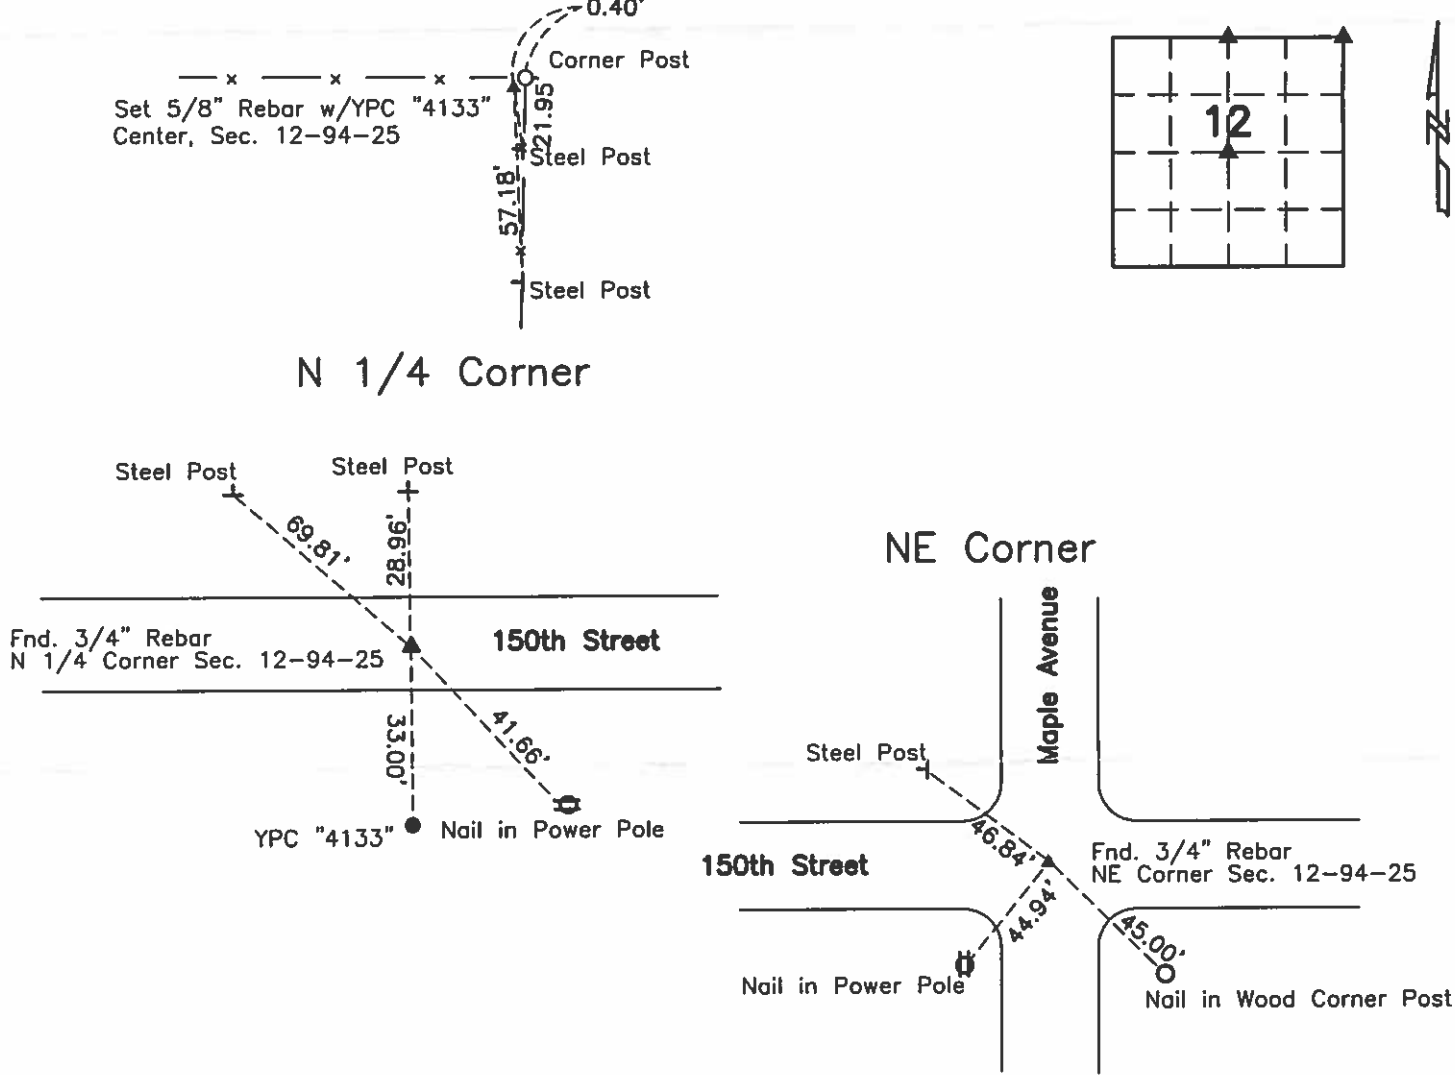 0.40'
Corner Post
Set 5/8" Rebar w/YPC "4133"
Center, Sec. 12-94-25
21.95'
Steel Post
57.18'
Steel Post
12
N
N 1/4 Corner
Steel Post
Steel Post
69.81'
28.96'
Fnd. 3/4" Rebar
N 1/4 Corner Sec. 12-94-25
150th Street
33.00'
41.66'
YPC "4133"
Nail in Power Pole
NE Corner
Maple Avenue
Steel Post
46.84'
150th Street
Fnd. 3/4" Rebar
NE Corner Sec. 12-94-25
44.94'
45.00'
Nail in Power Pole
Nail in Wood Corner Post